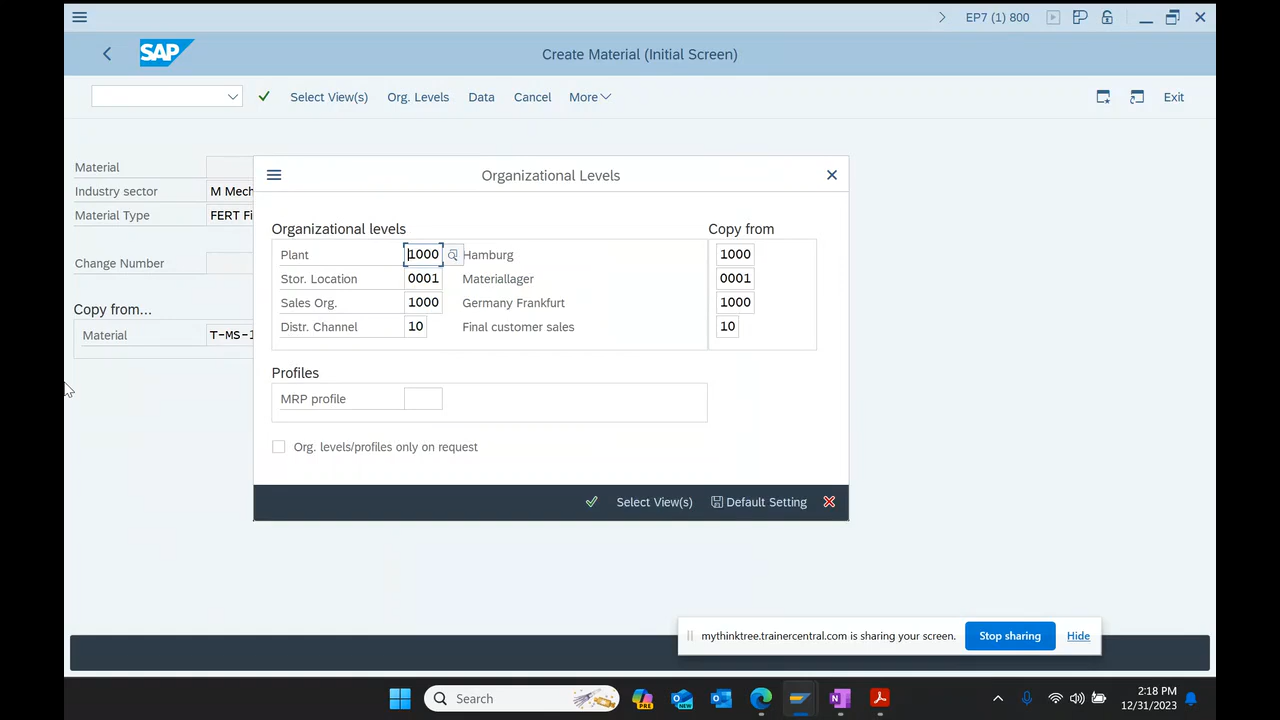 EP7 (1) 800
SAP
Create Material (Initial Screen)
Select View(s) Org. Levels Data Cancel More Exit
Material
Industry sector M Mech
Material Type FERT Fi
Change Number
Copy from...
Material T-MS-1
Organizational Levels
Organizational levels Copy from
Plant 1000 Hamburg 1000
Stor. Location 0001 Materiallager 0001
Sales Org. 1000 Germany Frankfurt 1000
Distr. Channel 10 Final customer sales 10
Profiles
MRP profile
Org. levels/profiles only on request
Select View(s) Default Setting
mythinktree.trainercentral.com is sharing your screen. Stop sharing Hide
Search
PRE
NEW
2:18 PM
12/31/2023